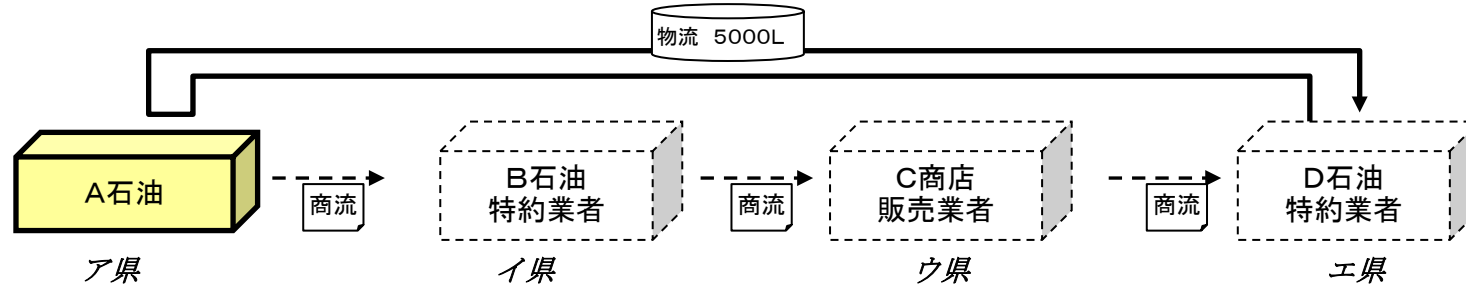 物流 5000L
A石油
商流
B石油
特約業者
商流
C商店
販売業者
商流
D石油
特約業者
ア県
イ県
ウ県
エ県